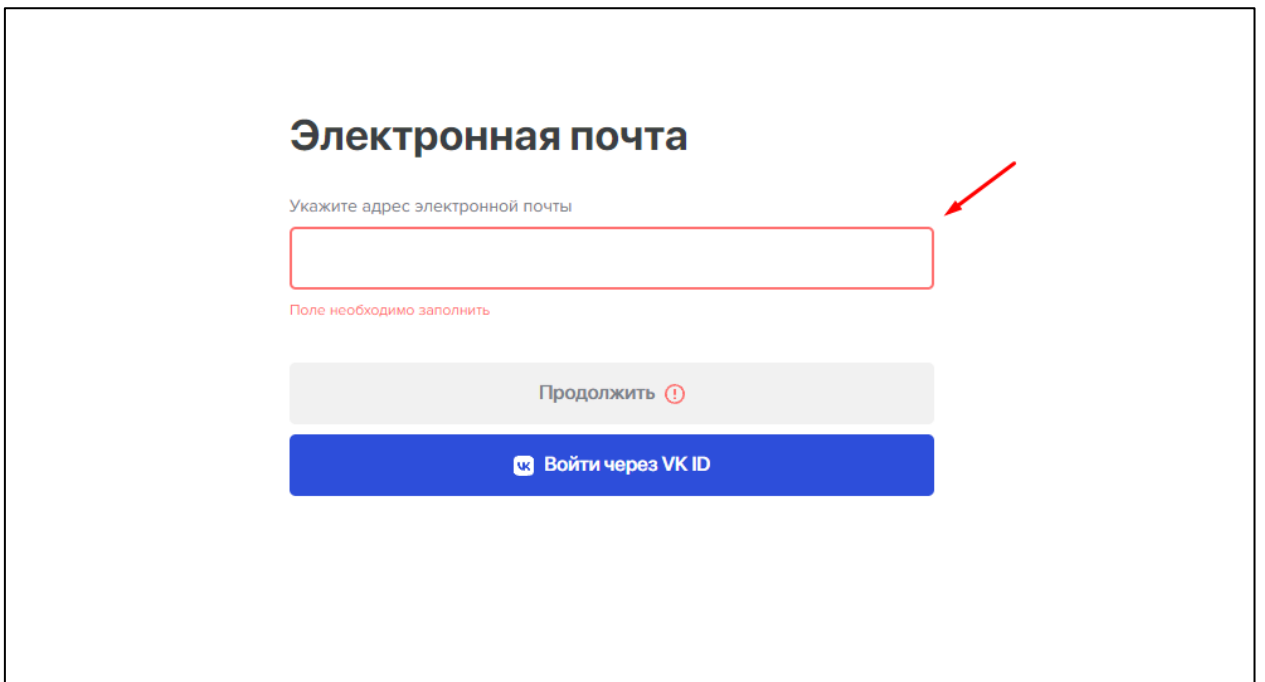 Электронная почта
Укажите адрес электронной почты
Поле необходимо заполнить
Продолжить
Войти через VK ID